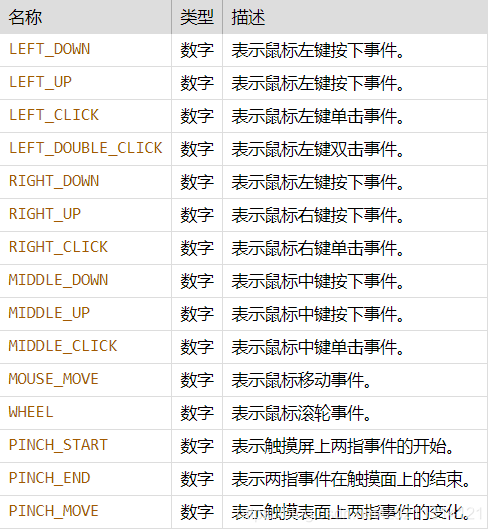 名称 类型 描述
LEFT_DOWN 数字 表示鼠标左键按下事件。
LEFT_UP 数字 表示鼠标左键按下事件。
LEFT_CLICK 数字 表示鼠标左键单击事件。
LEFT_DOUBLE_CLICK 数字 表示鼠标左键双击事件。
RIGHT_DOWN 数字 表示鼠标左键按下事件。
RIGHT_UP 数字 表示鼠标右键按下事件。
RIGHT_CLICK 数字 表示鼠标右键单击事件。
MIDDLE_DOWN 数字 表示鼠标中键按下事件。
MIDDLE_UP 数字 表示鼠标中键按下事件。
MIDDLE_CLICK 数字 表示鼠标中键单击事件。
MOUSE_MOVE 数字 表示鼠标移动事件。
WHEEL 数字 表示鼠标滚轮事件。
PINCH_START 数字 表示触摸屏上两指事件的开始。
PINCH_END 数字 表示两指事件在触摸面上的结束。
PINCH_MOVE 数字 表示触摸表面上两指事件的变化。